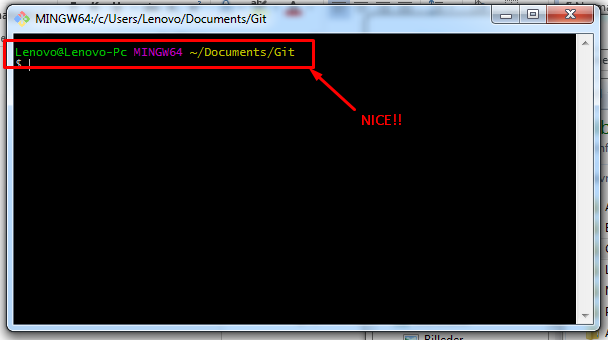 MINGW64:/c/Users/Lenovo/Documents/Git
Lenovo@Lenovo-Pc MINGW64 ~/Documents/Git
$
NICE!!
Billeder